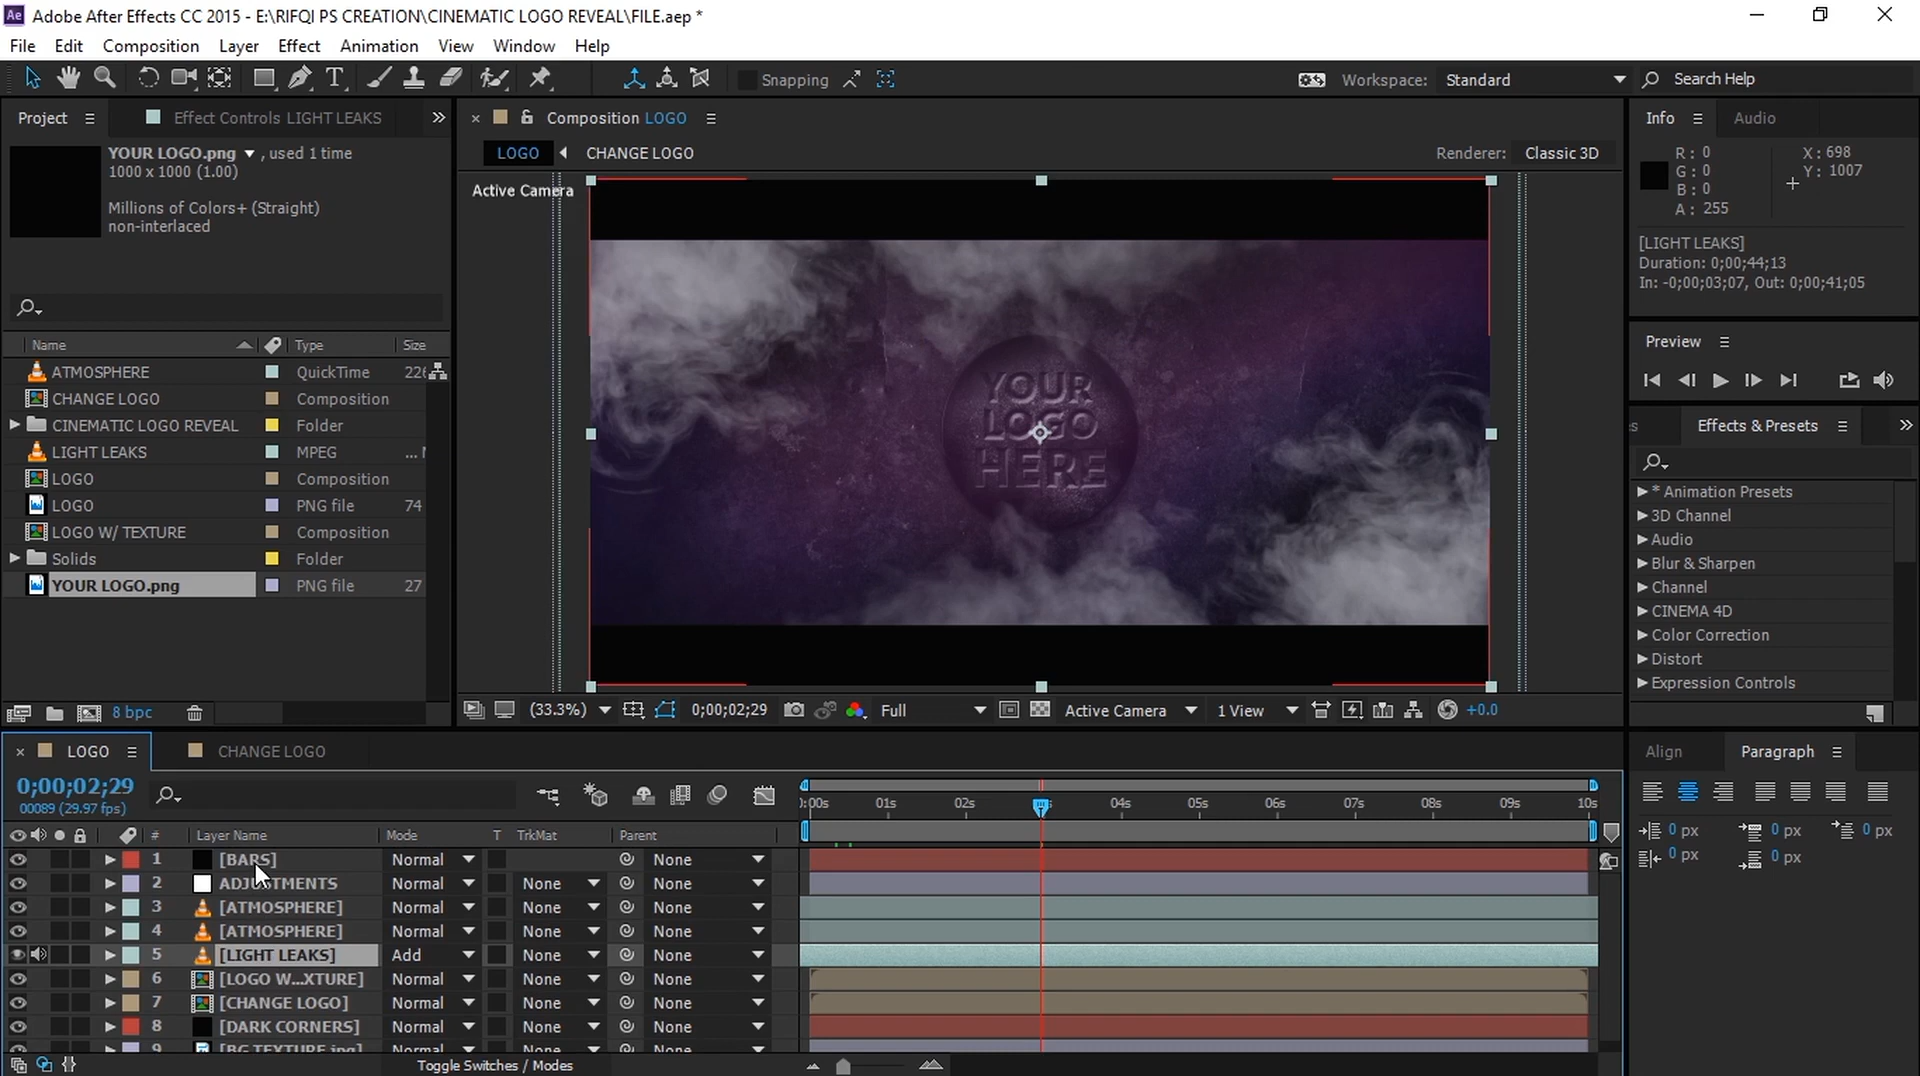 Adobe After Effects CC 2015 - E:\RIFQI PS CREATION\CINEMATIC LOGO REVEAL\FILE.aep *
File Edit Composition Layer Effect Animation View Window Help
Snapping
Workspace: Standard
Search Help
Project
Effect Controls LIGHT LEAKS
YOUR LOGO.png , used 1 time
1000 x 1000 (1.00)
Millions of Colors+ (Straight)
non-interlaced
Name Type Size
ATMOSPHERE QuickTime 226
CHANGE LOGO Composition
CINEMATIC LOGO REVEAL Folder
LIGHT LEAKS MPEG ...
LOGO Composition
LOGO PNG file 74
LOGO W/ TEXTURE Composition
Solids Folder
YOUR LOGO.png PNG file 27
8 bpc
Composition LOGO
LOGO CHANGE LOGO
Renderer: Classic 3D
Active Camera
YOUR
LOGO
HERE
(33.3%) 0;00;02;29 Full Active Camera 1 View +0.0
Info Audio
R: 0 X: 698
G: 0 Y: 1007
B: 0
A: 255
[LIGHT LEAKS]
Duration: 0;00;44;13
In: -0;00;03;07, Out: 0;00;41;05
Preview
Effects & Presets
* Animation Presets
3D Channel
Audio
Blur & Sharpen
Channel
CINEMA 4D
Color Correction
Distort
Expression Controls
LOGO CHANGE LOGO
0;00;02;29
00089 (29.97 fps)
:00s 01s 02s 04s 05s 06s 07s 08s 09s 10s
# Layer Name Mode T TrkMat Parent
1 [BARS] Normal None
2 ADJUSTMENTS Normal None None
3 [ATMOSPHERE] Normal None None
4 [ATMOSPHERE] Normal None None
5 [LIGHT LEAKS] Add None None
6 [LOGO W...XTURE] Normal None None
7 [CHANGE LOGO] Normal None None
8 [DARK CORNERS] Normal None None
9 [BG TEXTURE.jpg] Normal None None
Toggle Switches / Modes
Align Paragraph
0 px 0 px 0 px
0 px 0 px